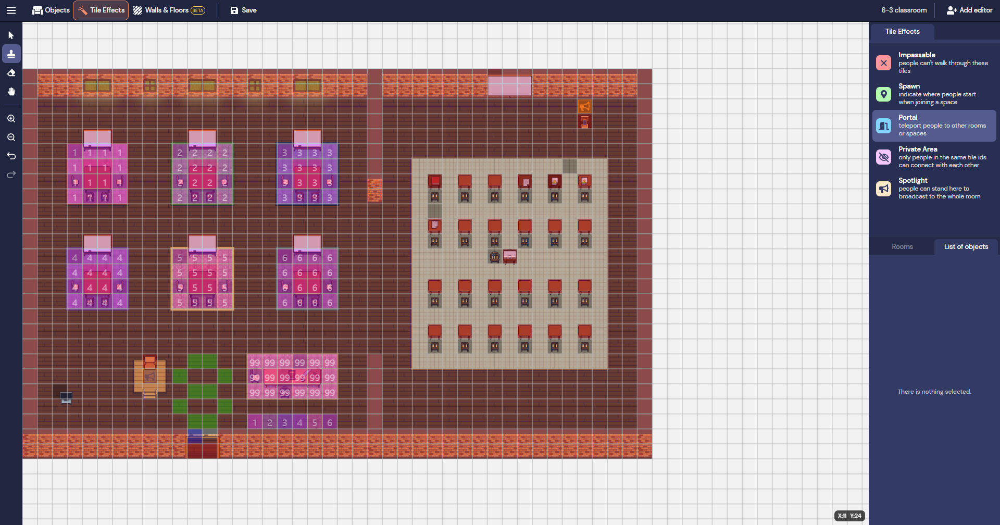 Objects
Tile Effects
Walls & Floors BETA
Save
6-3 classroom
Add editor
Tile Effects
Impassable
people can't walk through these
tiles
Spawn
indicate where people start
when joining a space
Portal
teleport people to other rooms
or spaces
Private Area
only people in the same tile ids
can connect with each other
Spotlight
people can stand here to
broadcast to the whole room
Rooms
List of objects
There is nothing selected.
1 1 1 1 2 2 2 2 3 3 3 3
1 1 1 1 2 2 2 2 3 3 3 3
1 1 1 1 2 2 2 2 3 3 3 3
1 1 1 1 2 2 2 2 3 3 3 3
4 4 4 4 5 5 5 5 6 6 6 6
4 4 4 4 5 5 5 5 6 6 6 6
4 4 4 4 5 5 5 5 6 6 6 6
4 4 4 4 5 5 5 5 6 6 6 6
99 99 99 99 99 99
99 99 99 99 99 99
99 99 99 99 99 99
1 2 3 4 5 6
X:11 Y:24